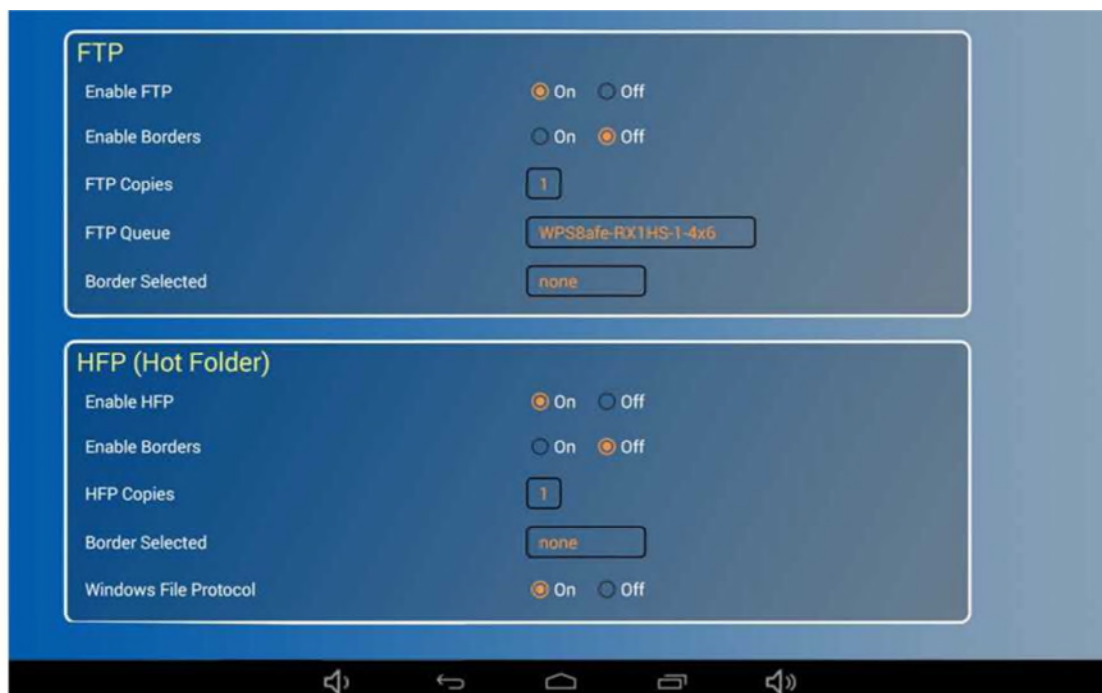 FTP
Enable FTP On Off
Enable Borders On Off
FTP Copies 1
FTP Queue WPS8afe-RX1HS-1-4x6
Border Selected none
HFP (Hot Folder)
Enable HFP On Off
Enable Borders On Off
HFP Copies 1
Border Selected none
Windows File Protocol On Off